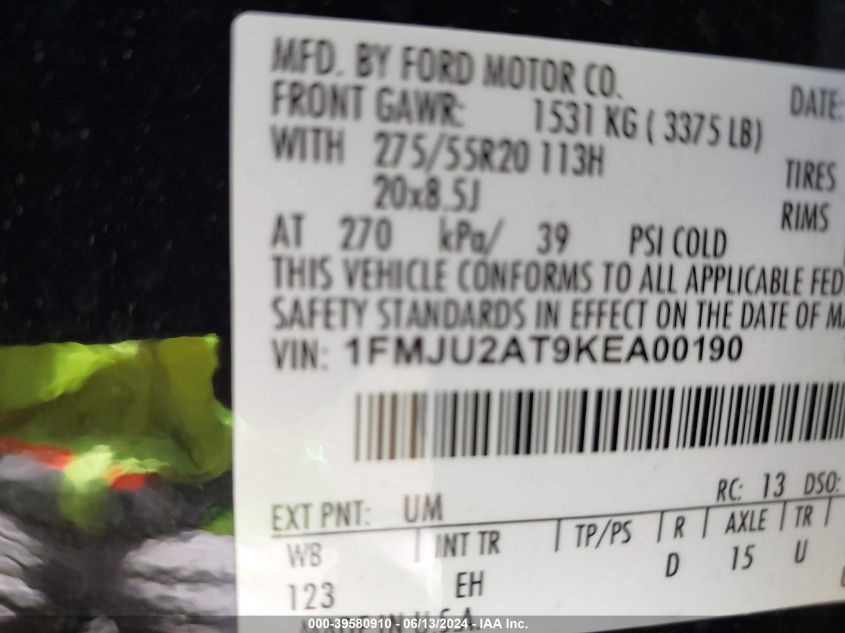 MFD. BY FORD MOTOR CO.
DATE:
FRONT GAWR: 1531 KG ( 3375 LB)
WITH 275/55R20 113H
TIRES
20x8.5J
RIMS
AT 270 kPa/ 39 PSI COLD
THIS VEHICLE CONFORMS TO ALL APPLICABLE FED
SAFETY STANDARDS IN EFFECT ON THE DATE OF MA
VIN: 1FMJU2AT9KEA00190
RC: 13 DSO:
EXT PNT: UM
WB INT TR TP/PS R AXLE TR
123 EH D 15 U
MADE IN U.S.A.
000-39580910 - 06/13/2024 - IAA Inc.